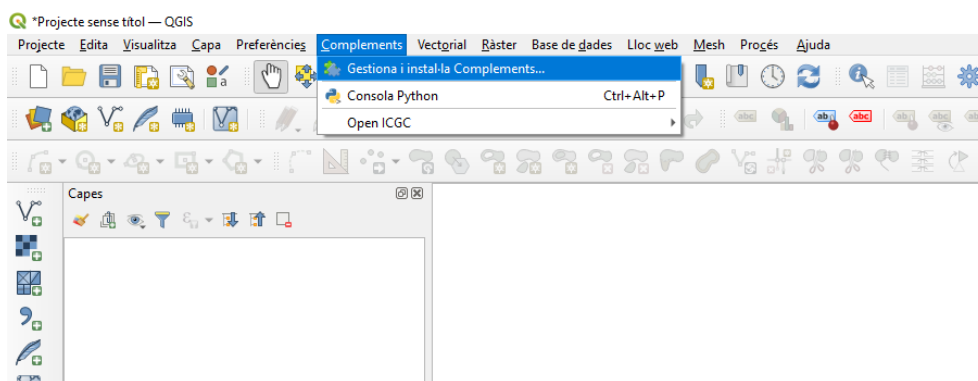 *Projecte sense títol — QGIS
Projecte Edita Visualitza Capa Preferències Complements Vectorial Ràster Base de dades Lloc web Mesh Procés Ajuda
Gestiona i instal·la Complements...
Consola Python Ctrl+Alt+P
Open ICGC
abc ab abc
Capes